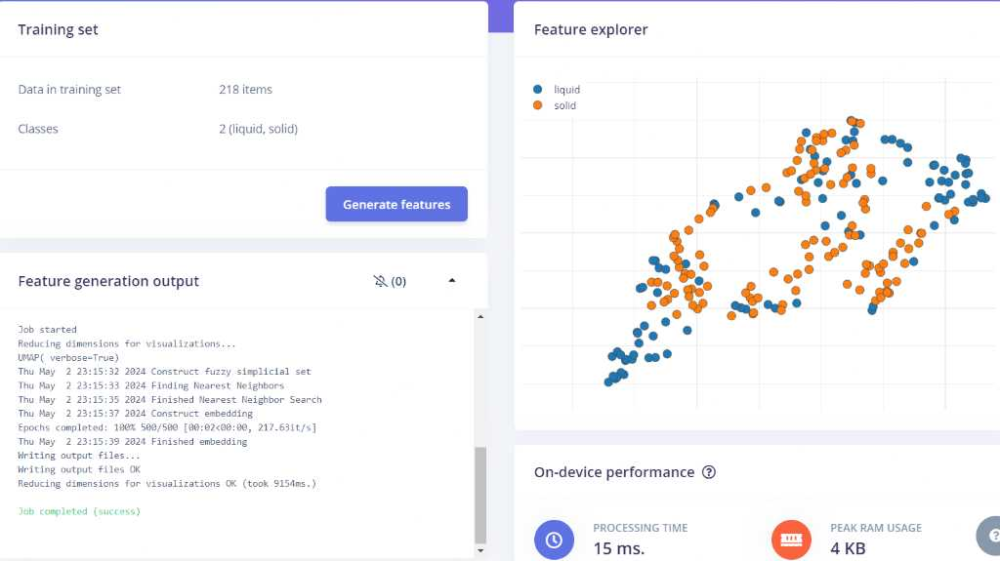 Training set
Data in training set 218 items
Classes 2 (liquid, solid)
Generate features
Feature generation output (0)
Job started
Reducing dimensions for visualizations...
UMAP( verbose=True)
Thu May  2 23:15:32 2024 Construct fuzzy simplicial set
Thu May  2 23:15:33 2024 Finding Nearest Neighbors
Thu May  2 23:15:35 2024 Finished Nearest Neighbor Search
Thu May  2 23:15:37 2024 Construct embedding
Epochs completed: 100% 500/500 [00:02<00:00, 217.63it/s]
Thu May  2 23:15:39 2024 Finished embedding
Writing output files...
Writing output files OK
Reducing dimensions for visualizations OK (took 9154ms.)
Job completed (success)
Feature explorer
liquid
solid
On-device performance ?
PROCESSING TIME
15 ms.
PEAK RAM USAGE
4 KB
?